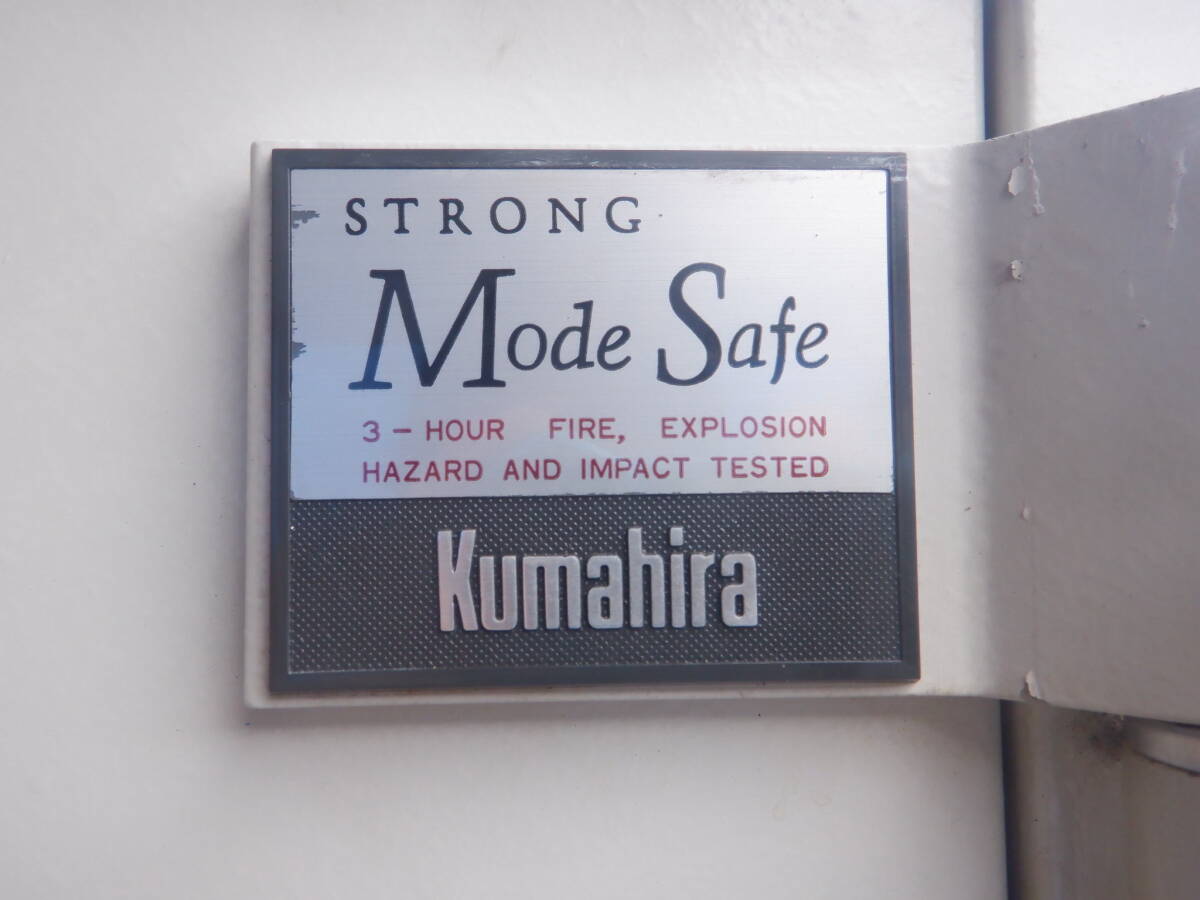 STRONG
Mode Safe
3 - HOUR FIRE, EXPLOSION
HAZARD AND IMPACT TESTED
Kumahira